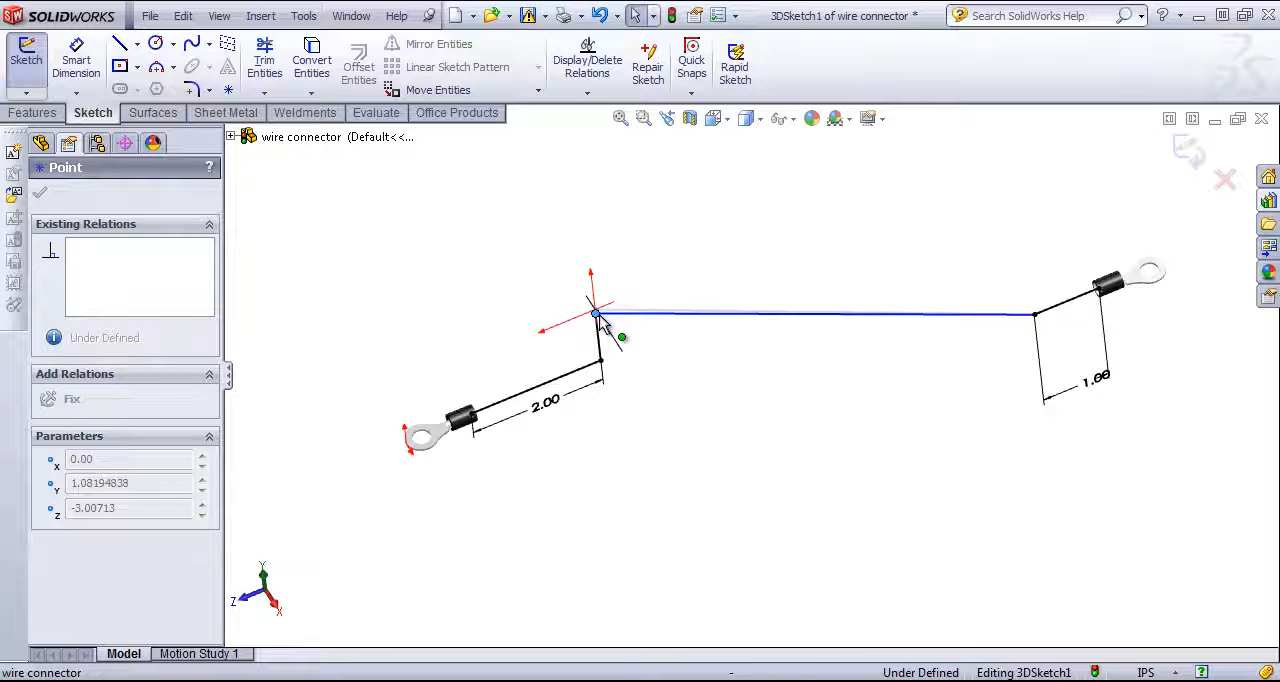 SOLIDWORKS File Edit View Insert Tools Window Help 3DSketch1 of wire connector * Search SolidWorks Help
Sketch Smart Dimension Trim Entities Convert Entities Offset Entities Mirror Entities Linear Sketch Pattern Move Entities Display/Delete Relations Repair Sketch Quick Snaps Rapid Sketch
Features Sketch Surfaces Sheet Metal Weldments Evaluate Office Products
wire connector (Default<<...
Point ?
Existing Relations
Under Defined
Add Relations
Fix
Parameters
X 0.00
Y 1.08194838
Z -3.00713
2.00
1.00
Y
Z
X
Model Motion Study 1
wire connector - Under Defined Editing 3DSketch1 IPS